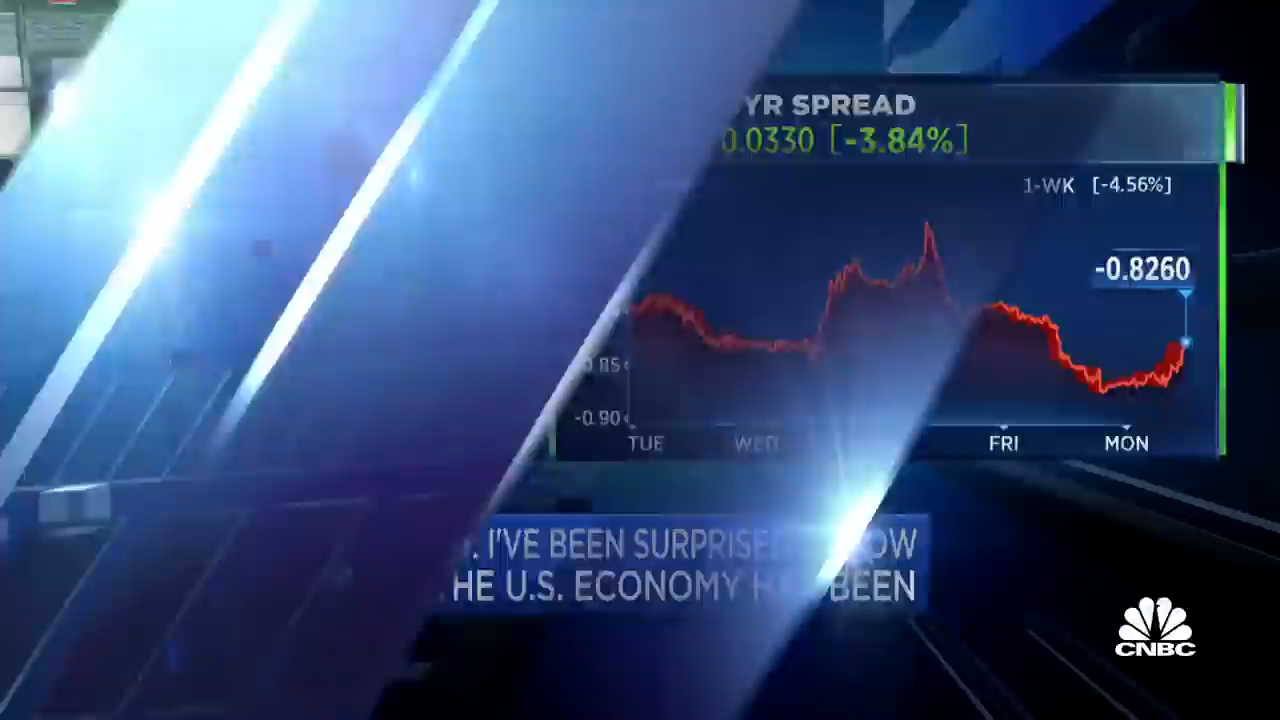 YR SPREAD
0.0330 [-3.84%]
1-WK [-4.56%]
-0.8260
-0.90
TUE WED FRI MON
I'VE BEEN SURPRISE
U.S. ECONOMY BEEN
CNBC